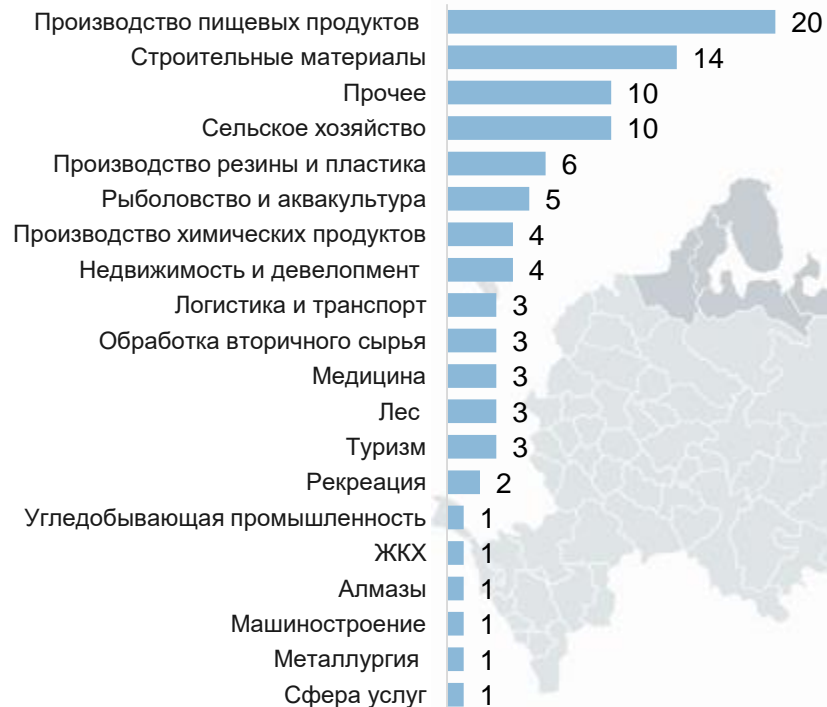 Производство пищевых продуктов 20
Строительные материалы 14
Прочее 10
Сельское хозяйство 10
Производство резины и пластика 6
Рыболовство и аквакультура 5
Производство химических продуктов 4
Недвижимость и девелопмент 4
Логистика и транспорт 3
Обработка вторичного сырья 3
Медицина 3
Лес 3
Туризм 3
Рекреация 2
Угледобывающая промышленность 1
ЖКХ 1
Алмазы 1
Машиностроение 1
Металлургия 1
Сфера услуг 1